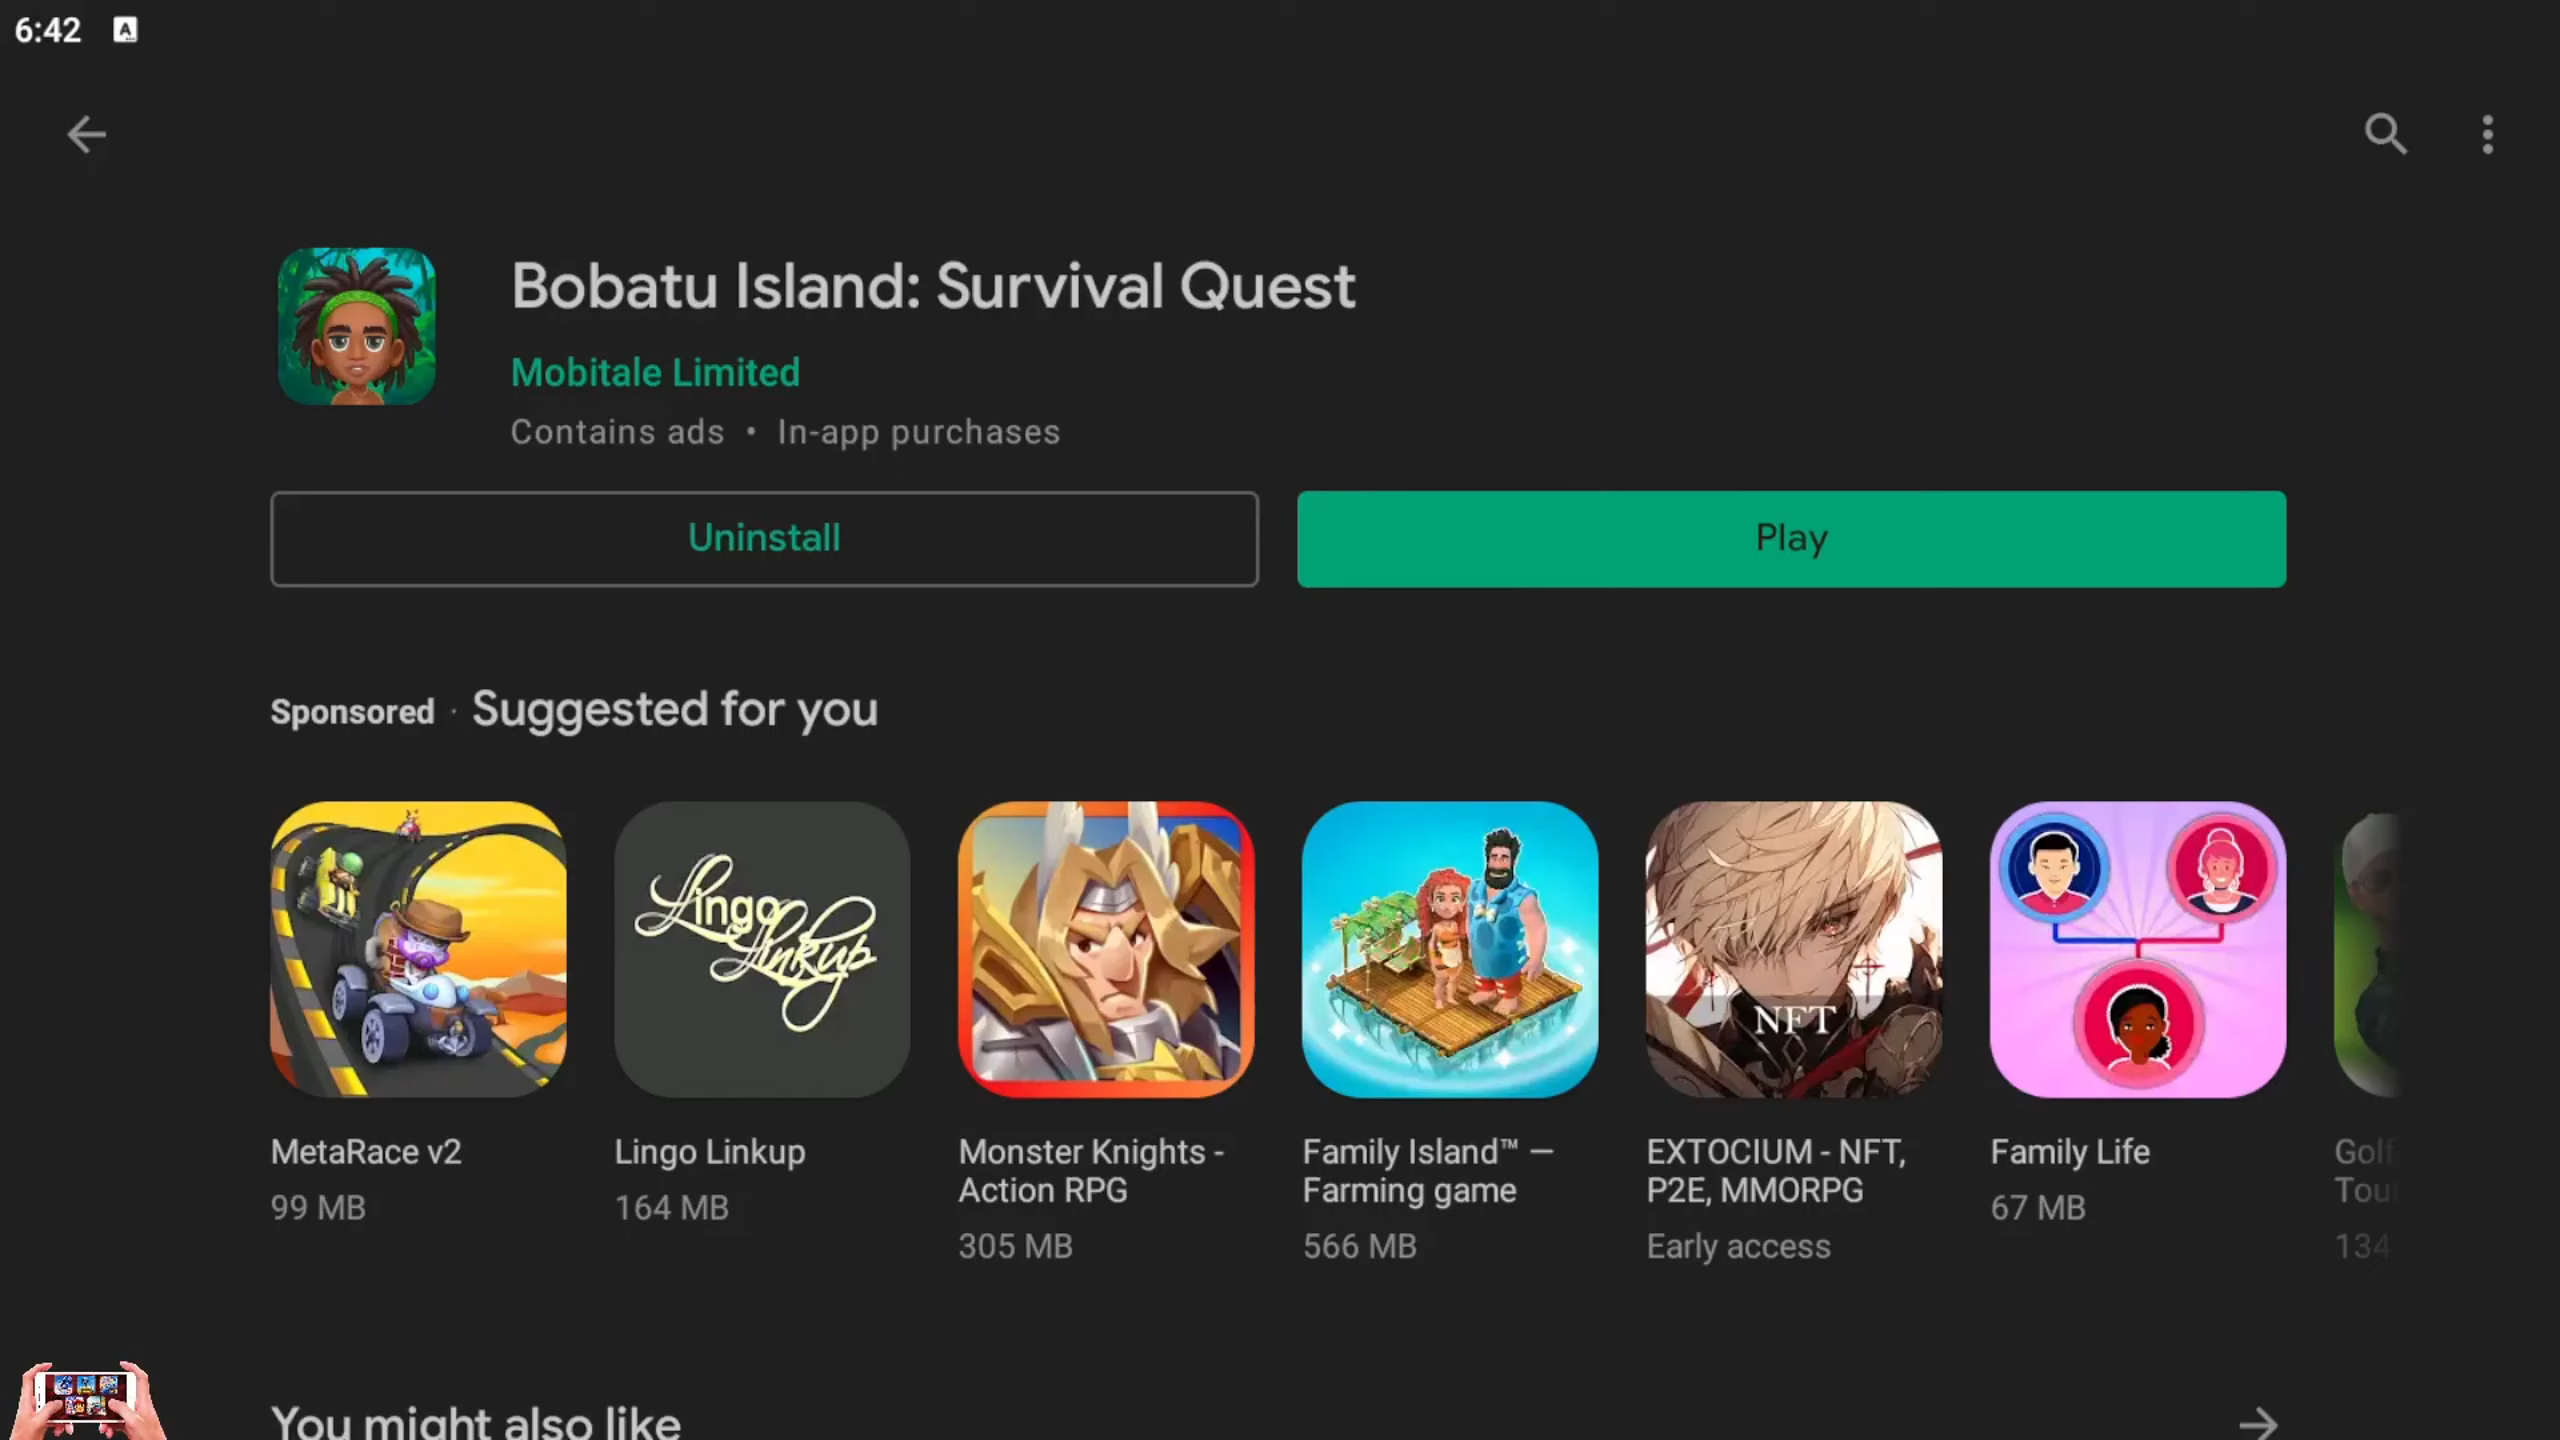 6:42
A
Bobatu Island: Survival Quest
Mobitale Limited
Contains ads • In-app purchases
Uninstall
Play
Sponsored · Suggested for you
Lingo
Linkup
NFT
MetaRace v2
99 MB
Lingo Linkup
164 MB
Monster Knights -
Action RPG
305 MB
Family Island™ —
Farming game
566 MB
EXTOCIUM - NFT,
P2E, MMORPG
Early access
Family Life
67 MB
Golf
134
You might also like